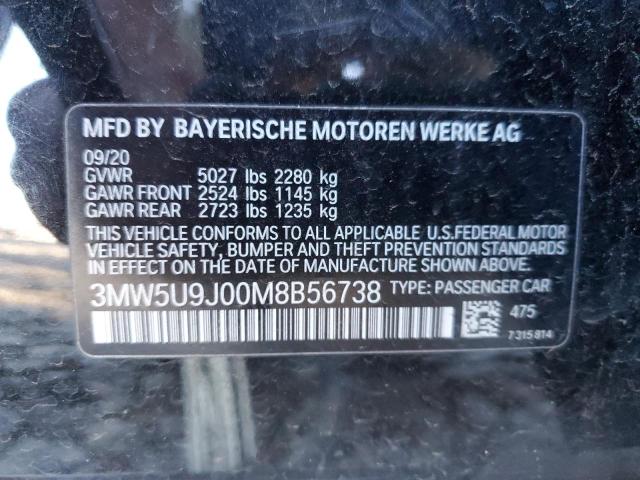 MFD BY BAYERISCHE MOTOREN WERKE AG
09/20
GVWR 5027 lbs 2280 kg
GAWR FRONT 2524 lbs 1145 kg
GAWR REAR 2723 lbs 1235 kg
THIS VEHICLE CONFORMS TO ALL APPLICABLE U.S.FEDERAL MOTOR
VEHICLE SAFETY, BUMPER AND THEFT PREVENTION STANDARDS
IN EFFECT ON THE DATE OF MANUFACTURE SHOWN ABOVE.
3MW5U9J00M8B56738 TYPE: PASSENGER CAR
475
7 315 814